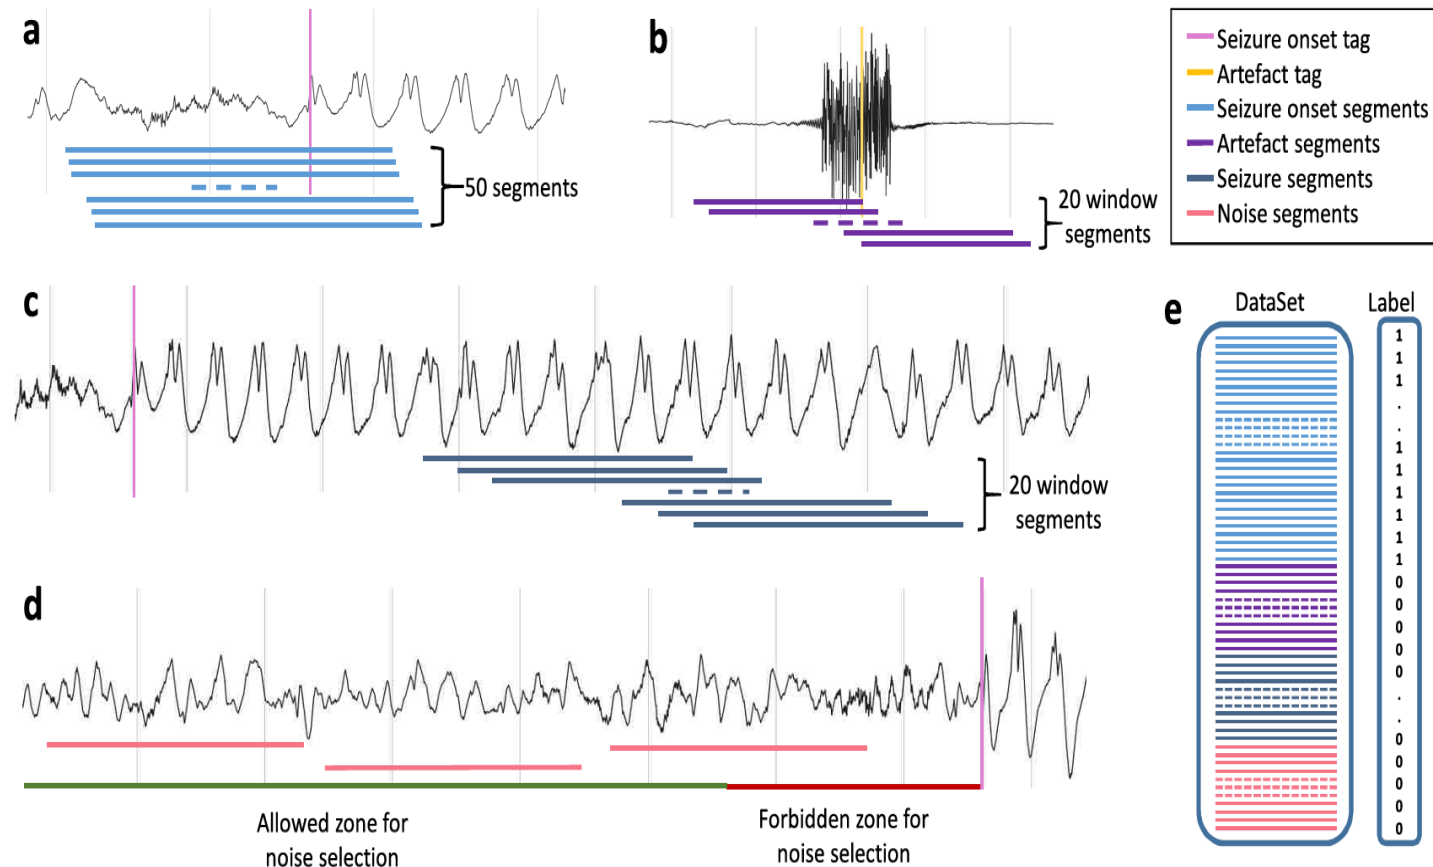 a
50 segments
b
20 window
segments
Seizure onset tag
Artefact tag
Seizure onset segments
Artefact segments
Seizure segments
Noise segments
c
20 window
segments
d
Allowed zone for
noise selection
Forbidden zone for
noise selection
e
DataSet
Label
1
1
1
.
.
1
1
1
1
1
1
0
0
0
0
0
.
.
0
0
0
0
0